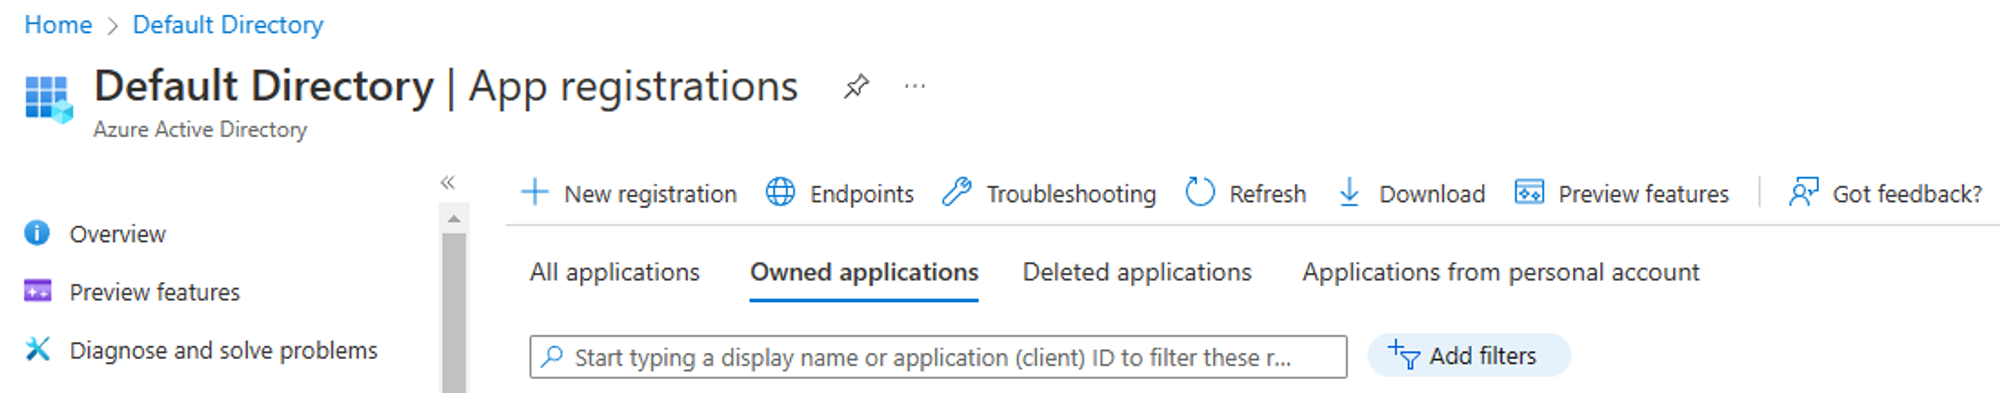 Home > Default Directory
Default Directory | App registrations
Azure Active Directory
New registration Endpoints Troubleshooting Refresh Download Preview features Got feedback?
Overview
Preview features
Diagnose and solve problems
All applications Owned applications Deleted applications Applications from personal account
Start typing a display name or application (client) ID to filter these r... Add filters